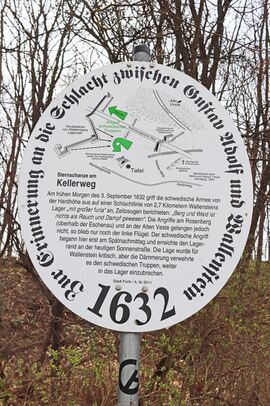 Zur Erinnerung an die Schlacht zwischen Gustav Adolf und Wallenstein
Tafel
Sternschanze am
Kellerweg
Am frühen Morgen des 3. September 1632 griff die schwedische Armee von
der Hardhöhe aus auf einer Schlachtlinie von 2,7 Kilometern Wallensteins
Lager „mit großer furia“ an, Zeitzeugen berichteten: „Berg und Wald ist
nichts als Rauch und Dampf gewesen“. Die Angriffe am Rosenberg
(oberhalb der Eschenau) und an der Alten Veste gelangen jedoch
nicht, so blieb nur noch der linke Flügel. Der schwedische Angriff
begann hier erst am Spätnachmittag und erreichte den Lager-
rand an der heutigen Sonnenstraße. Die Lage wurde für
Wallenstein kritisch, aber die Dämmerung verwehrte
es den schwedischen Truppen, weiter
in das Lager einzubrechen.
1632